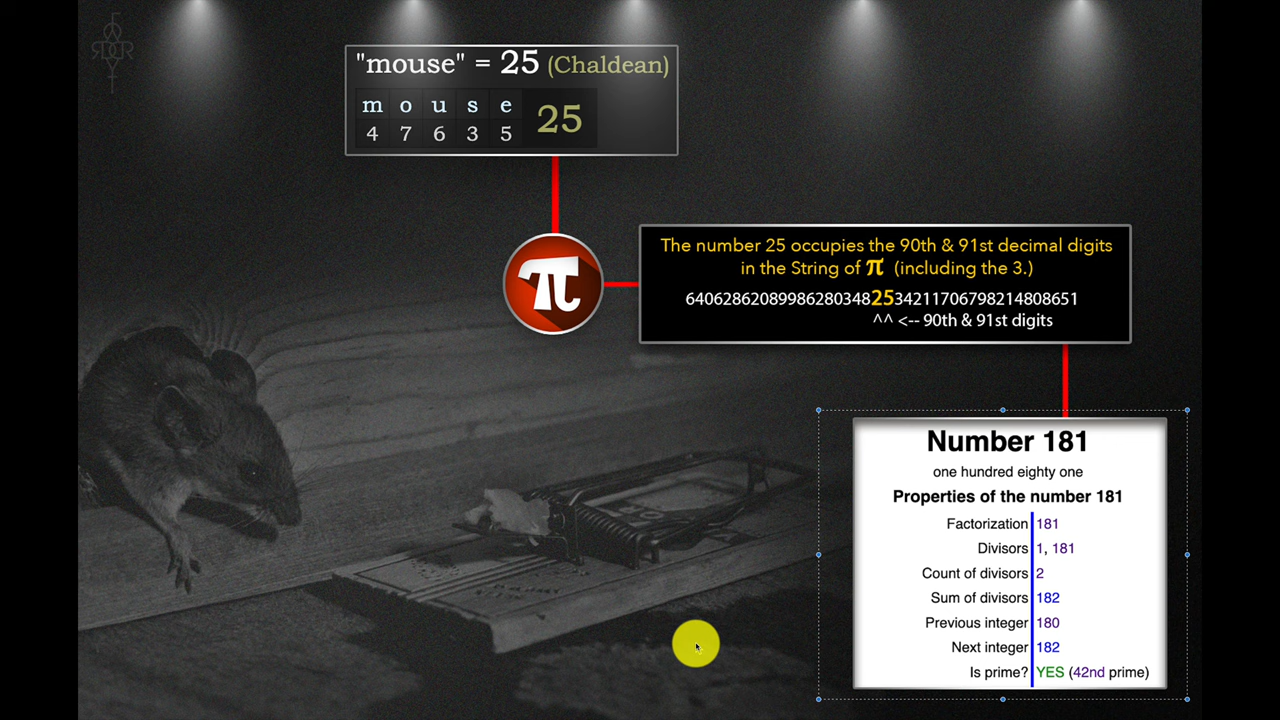 "mouse" = 25 (Chaldean)
m o u s e
4 7 6 3 5
25
π
The number 25 occupies the 90th & 91st decimal digits
in the String of π (including the 3.)
64062862089986280348253421170679821480865​1
^^ <-- 90th & 91st digits
Number 181
one hundred eighty one
Properties of the number 181
Factorization 181
Divisors 1, 181
Count of divisors 2
Sum of divisors 182
Previous integer 180
Next integer 182
Is prime? YES (42nd prime)